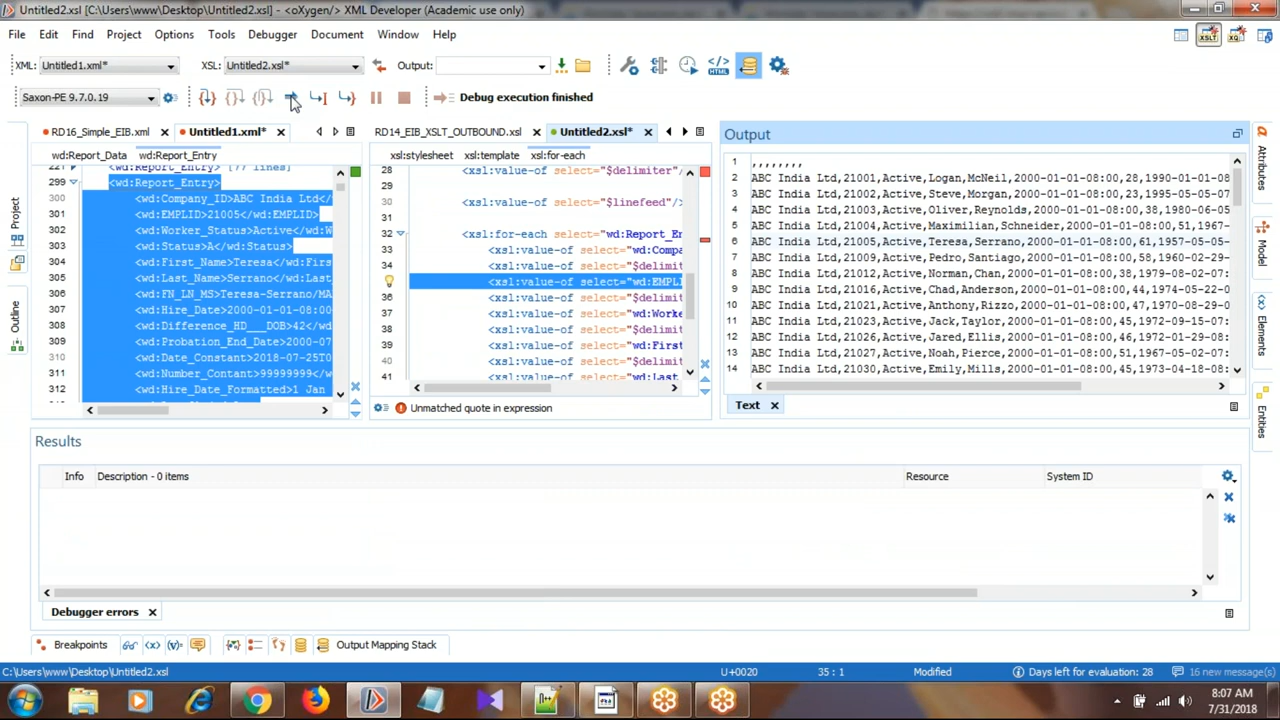 Untitled2.xsl [C:\Users\www\Desktop\Untitled2.xsl] - <oXygen/> XML Developer (Academic use only)
File Edit Find Project Options Tools Debugger Document Window Help
XML: Untitled1.xml* XSL: Untitled2.xsl* Output:
Saxon-PE 9.7.0.19 Debug execution finished
RD16_Simple_EIB.xml Untitled1.xml* RD14_EIB_XSLT_OUTBOUND.xsl Untitled2.xsl* Output
wd:Report_Data wd:Report_Entry
<wd:Report_Entry> [77 lines]
299 <wd:Report_Entry>
300 <wd:Company_ID>ABC India Ltd</
301 <wd:EMPLID>21005</wd:EMPLID>
302 <wd:Worker_Status>Active</w
303 <wd:Status>A</wd:Status>
304 <wd:First_Name>Teresa</wd:
305 <wd:Last_Name>Serrano</wd:
306 <wd:FN_LN_MS>Teresa-Serrano/MA
307 <wd:Hire_Date>2000-01-01-08:00
308 <wd:Difference_HD___DOB>42</wd
309 <wd:Probation_End_Date>2000-07
310 <wd:Date_Constant>2018-07-25T0
311 <wd:Number_Contant>99999999</w
312 <wd:Hire_Date_Formatted>1 Jan
xsl:stylesheet xsl:template xsl:for-each
28 <xsl:value-of select="$delimiter"/
29
30 <xsl:value-of select="$linefeed"/>
31
32 <xsl:for-each select="wd:Report_En
33 <xsl:value-of select="wd:Compa
34 <xsl:value-of select="$delimit
<xsl:value-of select="wd:EMPLI
36 <xsl:value-of select="$delimit
37 <xsl:value-of select="wd:Worke
38 <xsl:value-of select="$delimit
39 <xsl:value-of select="wd:First
40 <xsl:value-of select="$delimit
41 <xsl:value-of select="wd:Last
Unmatched quote in expression
1 ,,,,,,,,
2 ABC India Ltd,21001,Active,Logan,McNeil,2000-01-01-08:00,28,1990-01-01-08
3 ABC India Ltd,21002,Active,Steve,Morgan,2000-01-01-08:00,23,1995-05-05-08
4 ABC India Ltd,21003,Active,Oliver,Reynolds,2000-01-01-08:00,38,1980-06-05
5 ABC India Ltd,21004,Active,Maximilian,Schneider,2000-01-01-08:00,51,1967-
6 ABC India Ltd,21005,Active,Teresa,Serrano,2000-01-01-08:00,61,1957-05-05-
7 ABC India Ltd,21009,Active,Pedro,Santiago,2000-01-01-08:00,58,1960-02-29-
8 ABC India Ltd,21012,Active,Norman,Chan,2000-01-01-08:00,38,1979-08-02-07:
9 ABC India Ltd,21016,Active,Chad,Anderson,2000-01-01-08:00,44,1974-05-22-0
10 ABC India Ltd,21021,Active,Anthony,Rizzo,2000-01-01-08:00,47,1970-08-29-0
11 ABC India Ltd,21023,Active,Jack,Taylor,2000-01-01-08:00,45,1972-09-15-07:
12 ABC India Ltd,21026,Active,Jared,Ellis,2000-01-01-08:00,46,1972-01-29-08:
13 ABC India Ltd,21027,Active,Noah,Pierce,2000-01-01-08:00,51,1967-05-02-07:
14 ABC India Ltd,21030,Active,Emily,Mills,2000-01-01-08:00,45,1973-04-18-08:
Text
Project
Outline
Attributes
Model
Elements
Entities
Results
Info Description - 0 items Resource System ID
Debugger errors
Breakpoints Output Mapping Stack
C:\Users\www\Desktop\Untitled2.xsl U+0020 35 : 1 Modified Days left for evaluation: 28 16 new message(s)
8:07 AM
7/31/2018